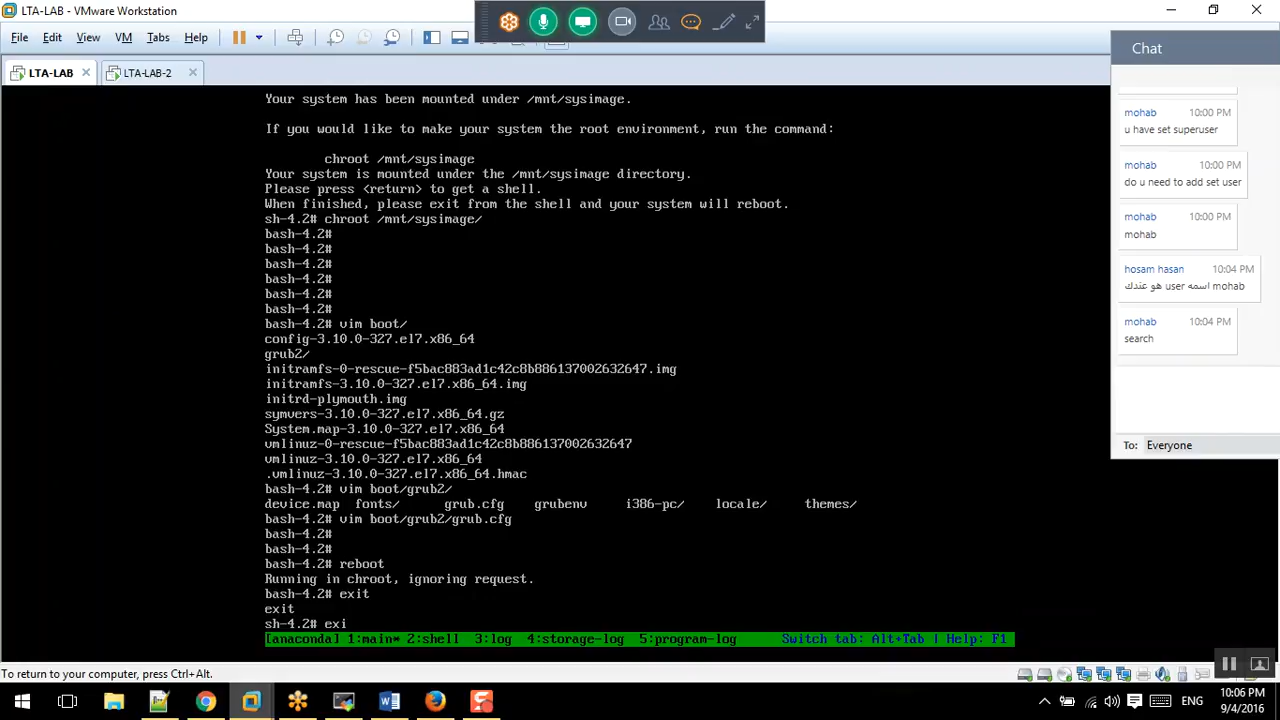 LTA-LAB - VMware Workstation
File Edit View VM Tabs Help
LTA-LAB
LTA-LAB-2
Your system has been mounted under /mnt/sysimage.
If you would like to make your system the root environment, run the command:
chroot /mnt/sysimage
Your system is mounted under the /mnt/sysimage directory.
Please press <return> to get a shell.
When finished, please exit from the shell and your system will reboot.
sh-4.2# chroot /mnt/sysimage/
bash-4.2#
bash-4.2#
bash-4.2#
bash-4.2#
bash-4.2#
bash-4.2#
bash-4.2# vim boot/
config-3.10.0-327.el7.x86_64
grub2/
initramfs-0-rescue-f5bac883ad1c42c8b886137002632647.img
initramfs-3.10.0-327.el7.x86_64.img
initrd-plymouth.img
symvers-3.10.0-327.el7.x86_64.gz
System.map-3.10.0-327.el7.x86_64
vmlinuz-0-rescue-f5bac883ad1c42c8b886137002632647
vmlinuz-3.10.0-327.el7.x86_64
.vmlinuz-3.10.0-327.el7.x86_64.hmac
bash-4.2# vim boot/grub2/
device.map fonts/ grub.cfg grubenv i386-pc/ locale/ themes/
bash-4.2# vim boot/grub2/grub.cfg
bash-4.2#
bash-4.2#
bash-4.2# reboot
Running in chroot, ignoring request.
bash-4.2# exit
exit
sh-4.2# exi
[anaconda] 1:main* 2:shell 3:log 4:storage-log 5:program-log Switch tab: Alt+Tab | Help: F1
Chat
mohab 10:00 PM
u have set superuser
mohab 10:00 PM
do u need to add set user
mohab 10:00 PM
mohab
hosam hasan 10:04 PM
هو عندك user اسمه mohab
mohab 10:04 PM
search
To: Everyone
To return to your computer, press Ctrl+Alt.
ENG
10:06 PM
9/4/2016